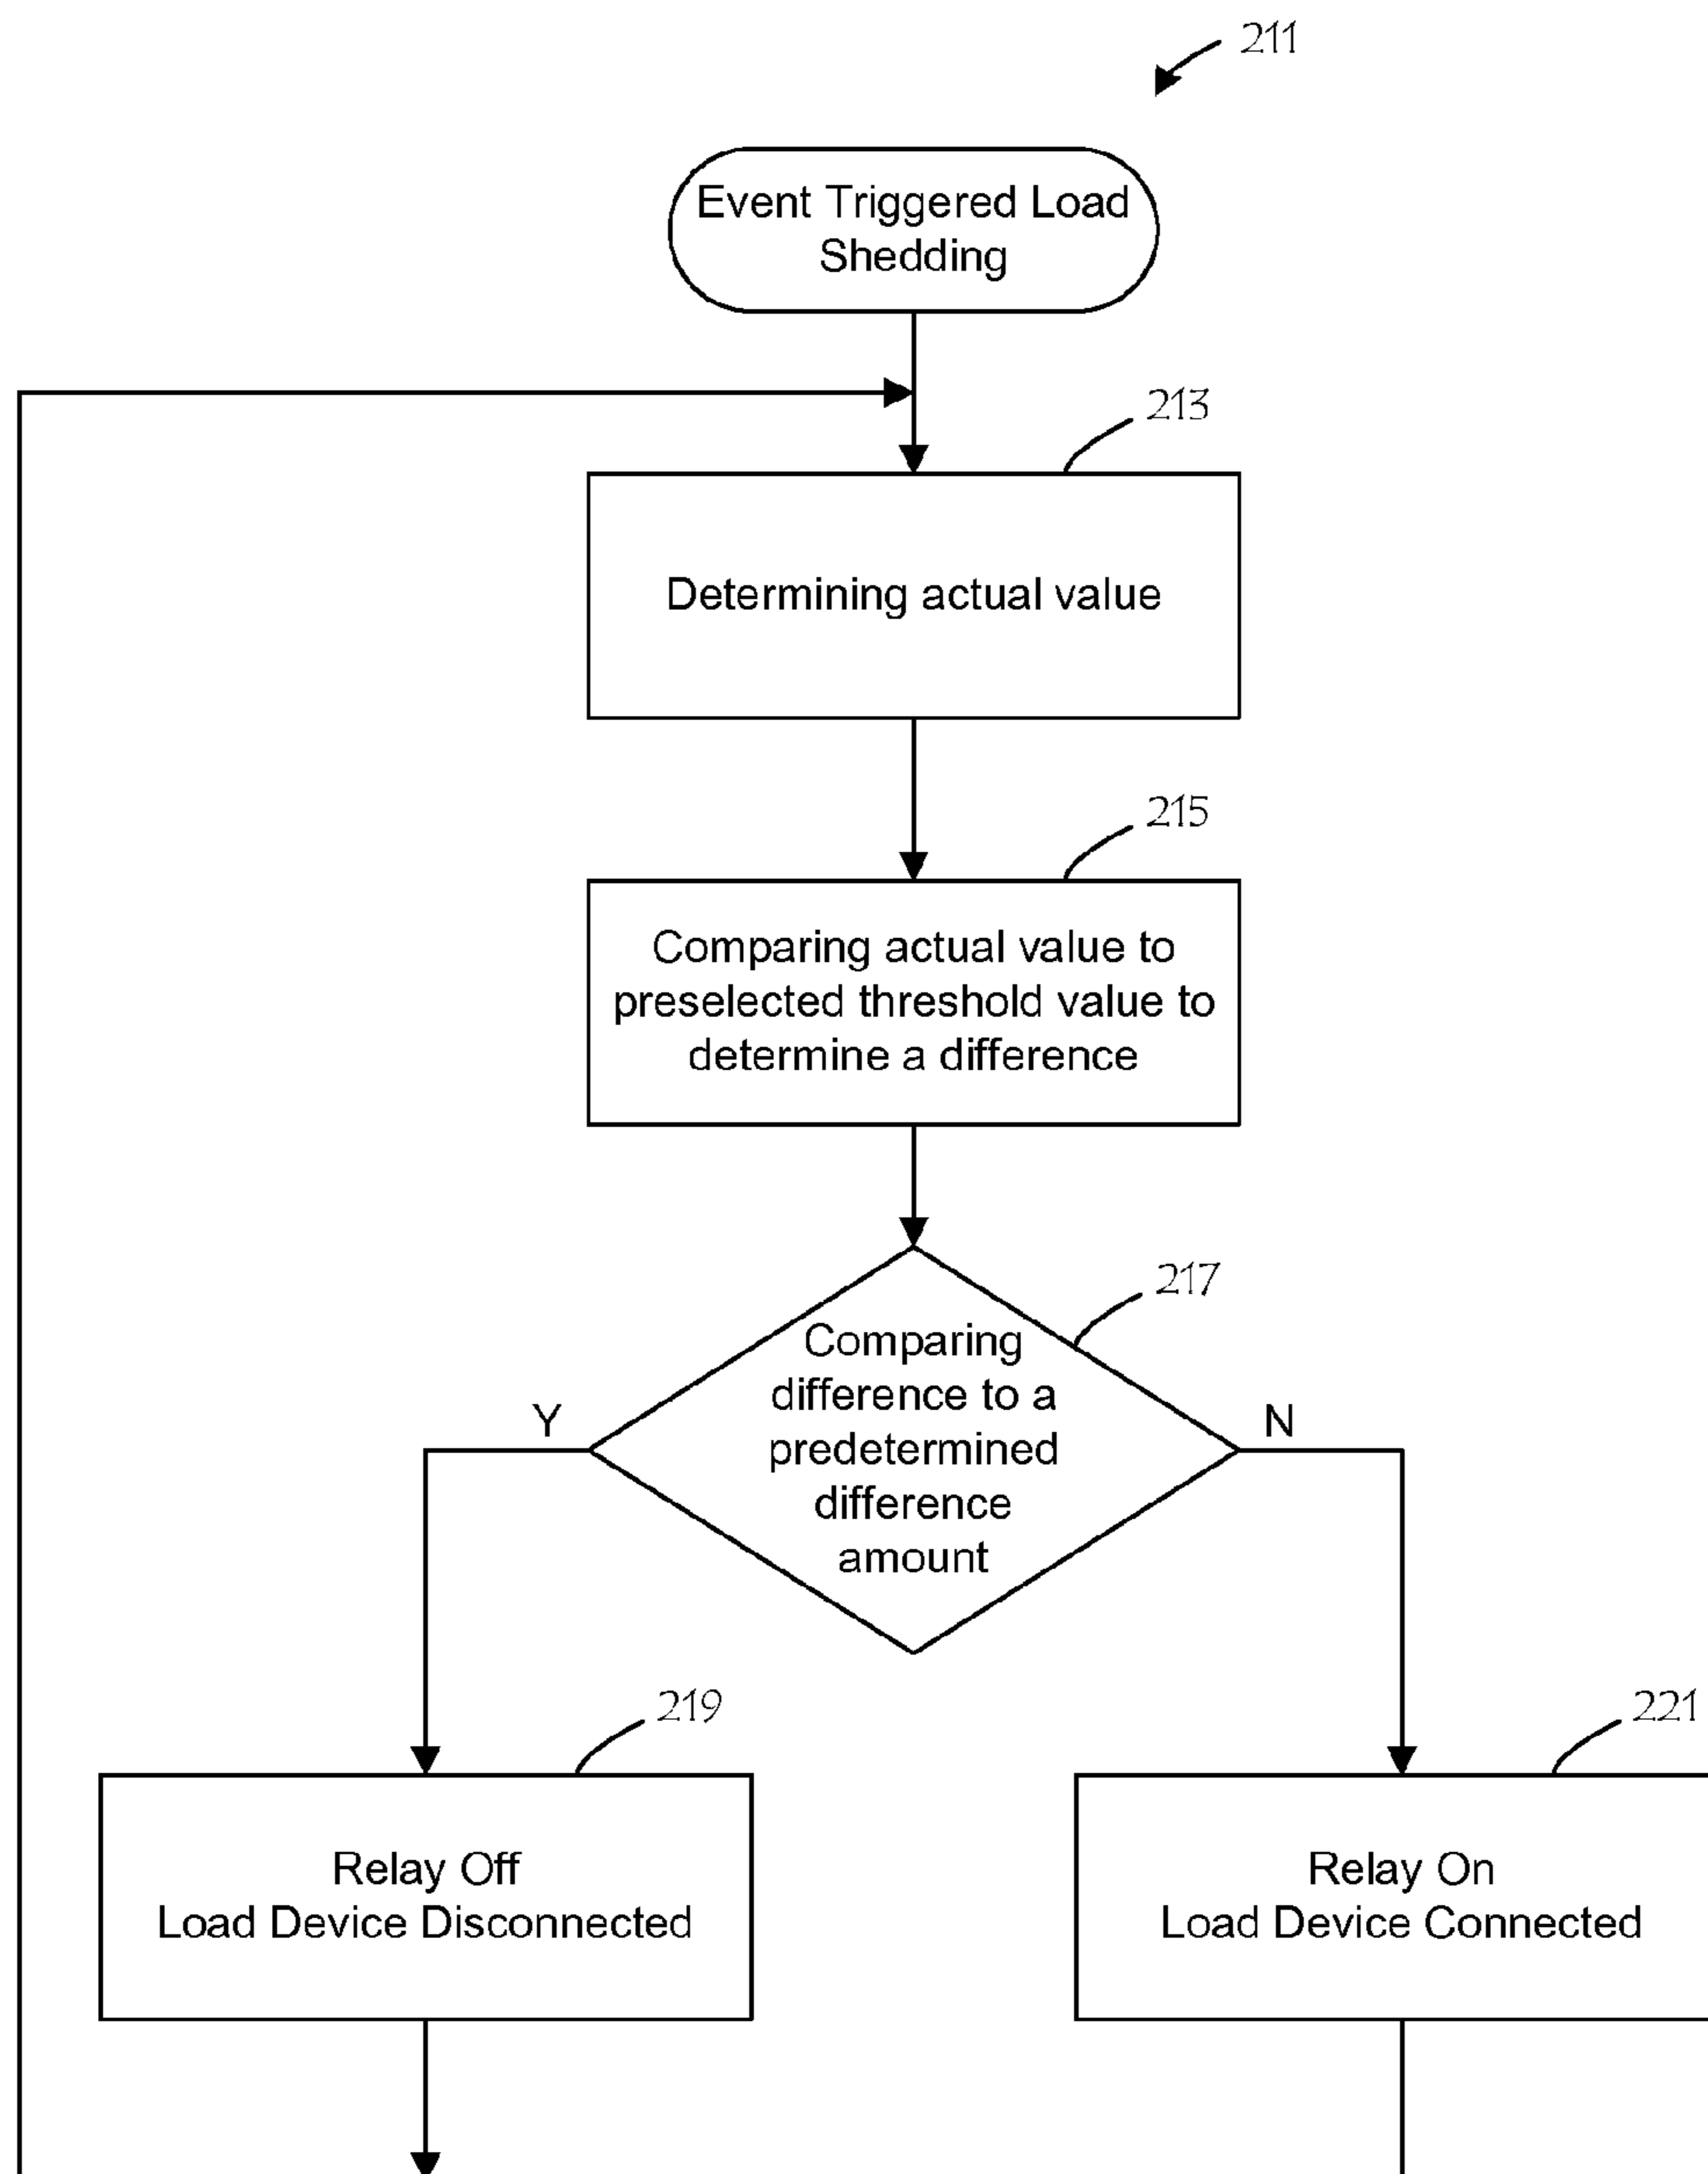 211
Event Triggered Load
Shedding
213
Determining actual value
215
Comparing actual value to
preselected threshold value to
determine a difference
217
Comparing
difference to a
predetermined
difference
amount
Y
N
219
Relay Off
Load Device Disconnected
221
Relay On
Load Device Connected